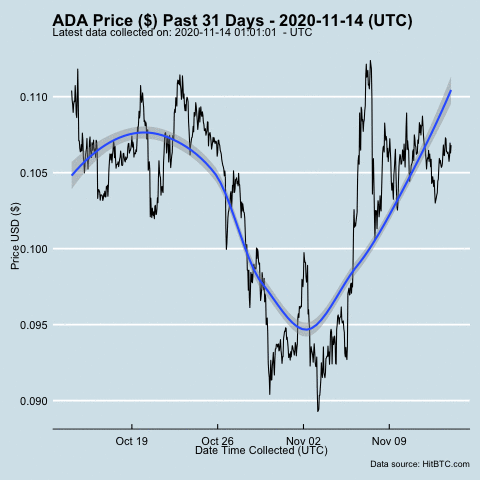 ADA Price ($) Past 31 Days - 2020-11-14 (UTC)
Latest data collected on: 2020-11-14 01:01:01 - UTC
Price USD ($)
0.110
0.105
0.100
0.095
0.090
Oct 19
Oct 26
Nov 02
Nov 09
Date Time Collected (UTC)
Data source: HitBTC.com